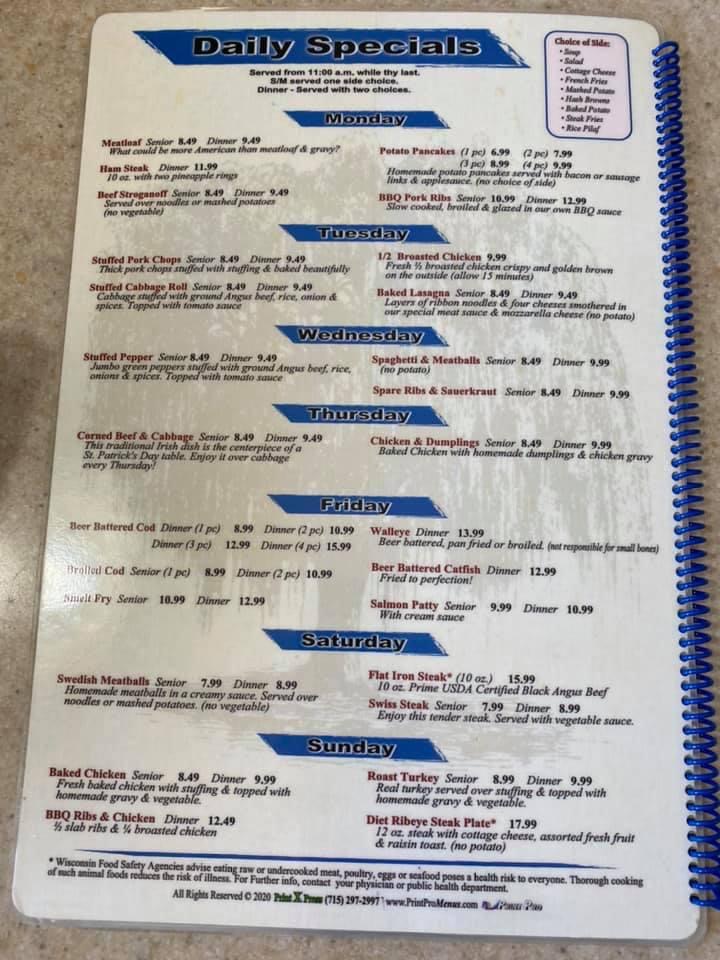 Daily Specials
Served from 11:00 a.m. while thy last.
S/M served one side choice.
Dinner - Served with two choices.
Choice of Side:
• Soup
• Salad
• Cottage Cheese
• French Fries
• Mashed Potato
• Hash Browns
• Baked Potato
• Steak Fries
• Rice Pilaf
Monday
Meatloaf Senior 8.49 Dinner 9.49
What could be more American than meatloaf & gravy?
Ham Steak Dinner 11.99
10 oz. with two pineapple rings
Beef Stroganoff Senior 8.49 Dinner 9.49
Served over noodles or mashed potatoes
(no vegetable)
Potato Pancakes (1 pc) 6.99 (2 pc) 7.99
(3 pc) 8.99 (4 pc) 9.99
Homemade potato pancakes served with bacon or sausage
links & applesauce. (no choice of side)
BBQ Pork Ribs Senior 10.99 Dinner 12.99
Slow cooked, broiled & glazed in our own BBQ sauce
Tuesday
Stuffed Pork Chops Senior 8.49 Dinner 9.49
Thick pork chops stuffed with stuffing & baked beautifully
Stuffed Cabbage Roll Senior 8.49 Dinner 9.49
Cabbage stuffed with ground Angus beef, rice, onion &
spices. Topped with tomato sauce
1/2 Broasted Chicken 9.99
Fresh ½ broasted chicken crispy and golden brown
on the outside (allow 15 minutes)
Baked Lasagna Senior 8.49 Dinner 9.49
Layers of ribbon noodles & four cheeses smothered in
our special meat sauce & mozzarella cheese (no potato)
Wednesday
Stuffed Pepper Senior 8.49 Dinner 9.49
Jumbo green peppers stuffed with ground Angus beef, rice,
onions & spices. Topped with tomato sauce
Spaghetti & Meatballs Senior 8.49 Dinner 9.99
(no potato)
Spare Ribs & Sauerkraut Senior 8.49 Dinner 9.99
Thursday
Corned Beef & Cabbage Senior 8.49 Dinner 9.49
This traditional Irish dish is the centerpiece of a
St. Patrick's Day table. Enjoy it over cabbage
every Thursday!
Chicken & Dumplings Senior 8.49 Dinner 9.99
Baked Chicken with homemade dumplings & chicken gravy
Friday
Beer Battered Cod Dinner (1 pc) 8.99 Dinner (2 pc) 10.99
Dinner (3 pc) 12.99 Dinner (4 pc) 15.99
Broiled Cod Senior (1 pc) 8.99 Dinner (2 pc) 10.99
Smelt Fry Senior 10.99 Dinner 12.99
Walleye Dinner 13.99
Beer battered, pan fried or broiled. (not responsible for small bones)
Beer Battered Catfish Dinner 12.99
Fried to perfection!
Salmon Patty Senior 9.99 Dinner 10.99
With cream sauce
Saturday
Swedish Meatballs Senior 7.99 Dinner 8.99
Homemade meatballs in a creamy sauce. Served over
noodles or mashed potatoes. (no vegetable)
Flat Iron Steak* (10 oz.) 15.99
10 oz. Prime USDA Certified Black Angus Beef
Swiss Steak Senior 7.99 Dinner 8.99
Enjoy this tender steak. Served with vegetable sauce.
Sunday
Baked Chicken Senior 8.49 Dinner 9.99
Fresh baked chicken with stuffing & topped with
homemade gravy & vegetable.
BBQ Ribs & Chicken Dinner 12.49
½ slab ribs & ¼ broasted chicken
Roast Turkey Senior 8.99 Dinner 9.99
Real turkey served over stuffing & topped with
homemade gravy & vegetable.
Diet Ribeye Steak Plate* 17.99
12 oz. steak with cottage cheese, assorted fresh fruit
& raisin toast. (no potato)
* Wisconsin Food Safety Agencies advise eating raw or undercooked meat, poultry, eggs or seafood poses a health risk to everyone. Thorough cooking
of such animal foods reduces the risk of illness. For Further info, contact your physician or public health department.
All Rights Reserved © 2020 Print X Press (715) 297-2997 | www.PrintProMenus.com Print Pro